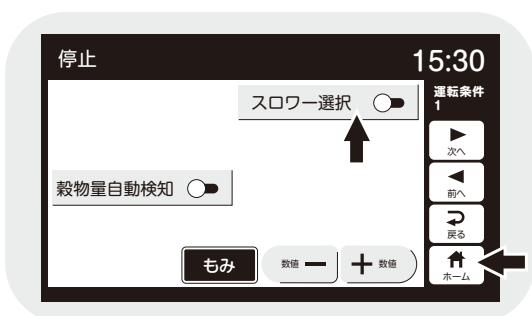 停止
15:30
スロワー選択
運転条件
1
次へ
前へ
穀物量自動検知
戻る
もみ
数値
数値
ホーム